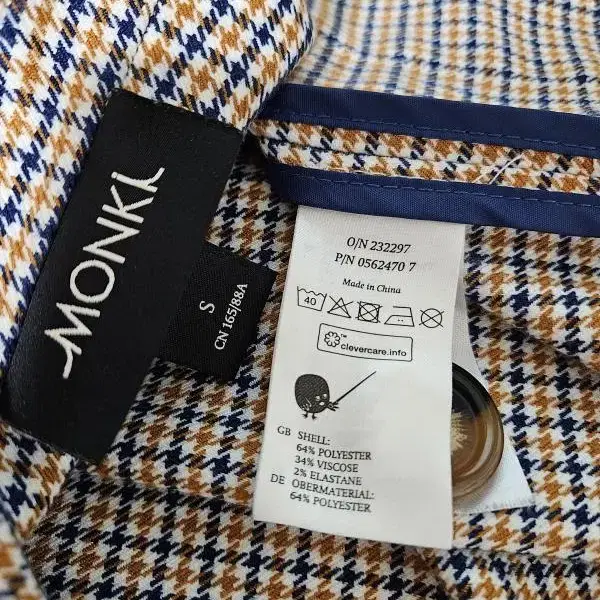 MONKI
S
CN 165/88A
O/N 232297
P/N 0562470 7
Made in China
40
clevercare.info
GB SHELL:
64% POLYESTER
34% VISCOSE
2% ELASTANE
DE OBERMATERIAL:
64% POLYESTER